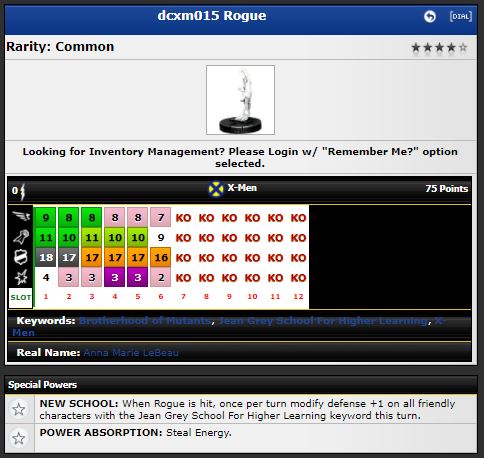 dcxm015 Rogue
[DIAL]
Rarity: Common
Looking for Inventory Management? Please Login w/ "Remember Me?" option
selected.
0 X-Men 75 Points
9 8 8 8 8 7 KO KO KO KO KO KO
11 10 11 10 10 9 KO KO KO KO KO KO
18 17 17 17 17 16 KO KO KO KO KO KO
4 3 3 3 3 2 KO KO KO KO KO KO
SLOT 1 2 3 4 5 6 7 8 9 10 11 12
Keywords: Brotherhood of Mutants, Jean Grey School For Higher Learning, X-
Men
Real Name: Anna Marie LeBeau
Special Powers
NEW SCHOOL: When Rogue is hit, once per turn modify defense +1 on all friendly
characters with the Jean Grey School For Higher Learning keyword this turn.
POWER ABSORPTION: Steal Energy.